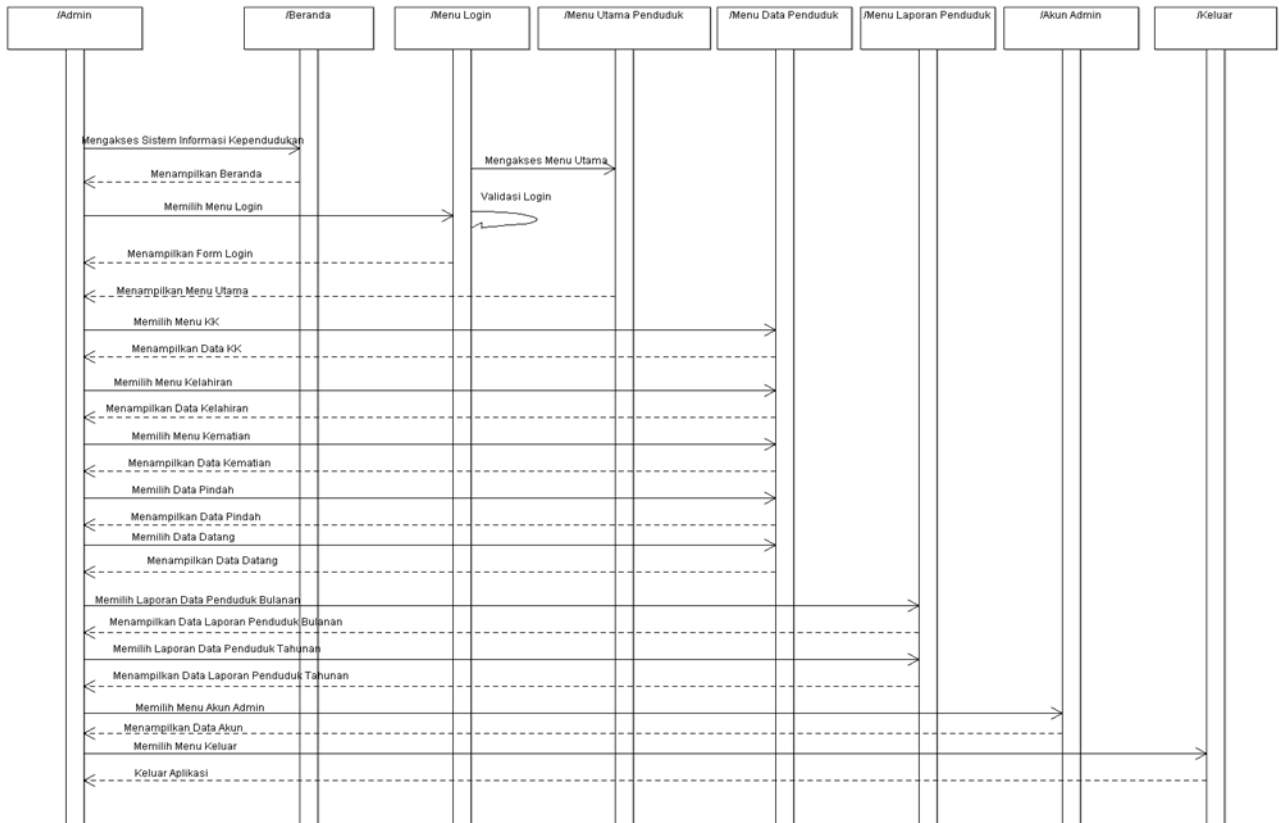 /Admin
/Beranda
/Menu Login
/Menu Utama Penduduk
/Menu Data Penduduk
/Menu Laporan Penduduk
/Akun Admin
/Keluar
Mengakses Sistem Informasi Kependudukan
Mengakses Menu Utama
Menampilkan Beranda
Validasi Login
Memilih Menu Login
Menampilkan Form Login
Menampilkan Menu Utama
Memilih Menu KK
Menampilkan Data KK
Memilih Menu Kelahiran
Menampilkan Data Kelahiran
Memilih Menu Kematian
Menampilkan Data Kematian
Memilih Data Pindah
Menampilkan Data Pindah
Memilih Data Datang
Menampilkan Data Datang
Memilih Laporan Data Penduduk Bulanan
Menampilkan Data Laporan Penduduk Bulanan
Memilih Laporan Data Penduduk Tahunan
Menampilkan Data Laporan Penduduk Tahunan
Memilih Menu Akun Admin
Menampilkan Data Akun
Memilih Menu Keluar
Keluar Aplikasi